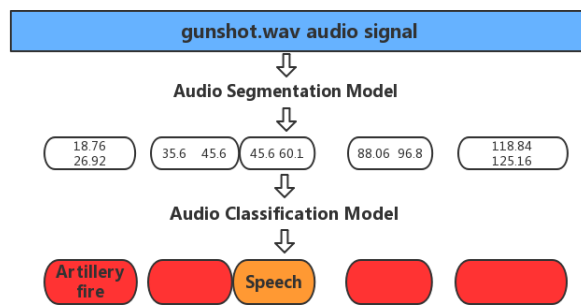 gunshot.wav audio signal
Audio Segmentation Model
18.76
26.92
35.6 45.6
45.6 60.1
88.06 96.8
118.84
125.16
Audio Classification Model
Artillery
fire
Speech